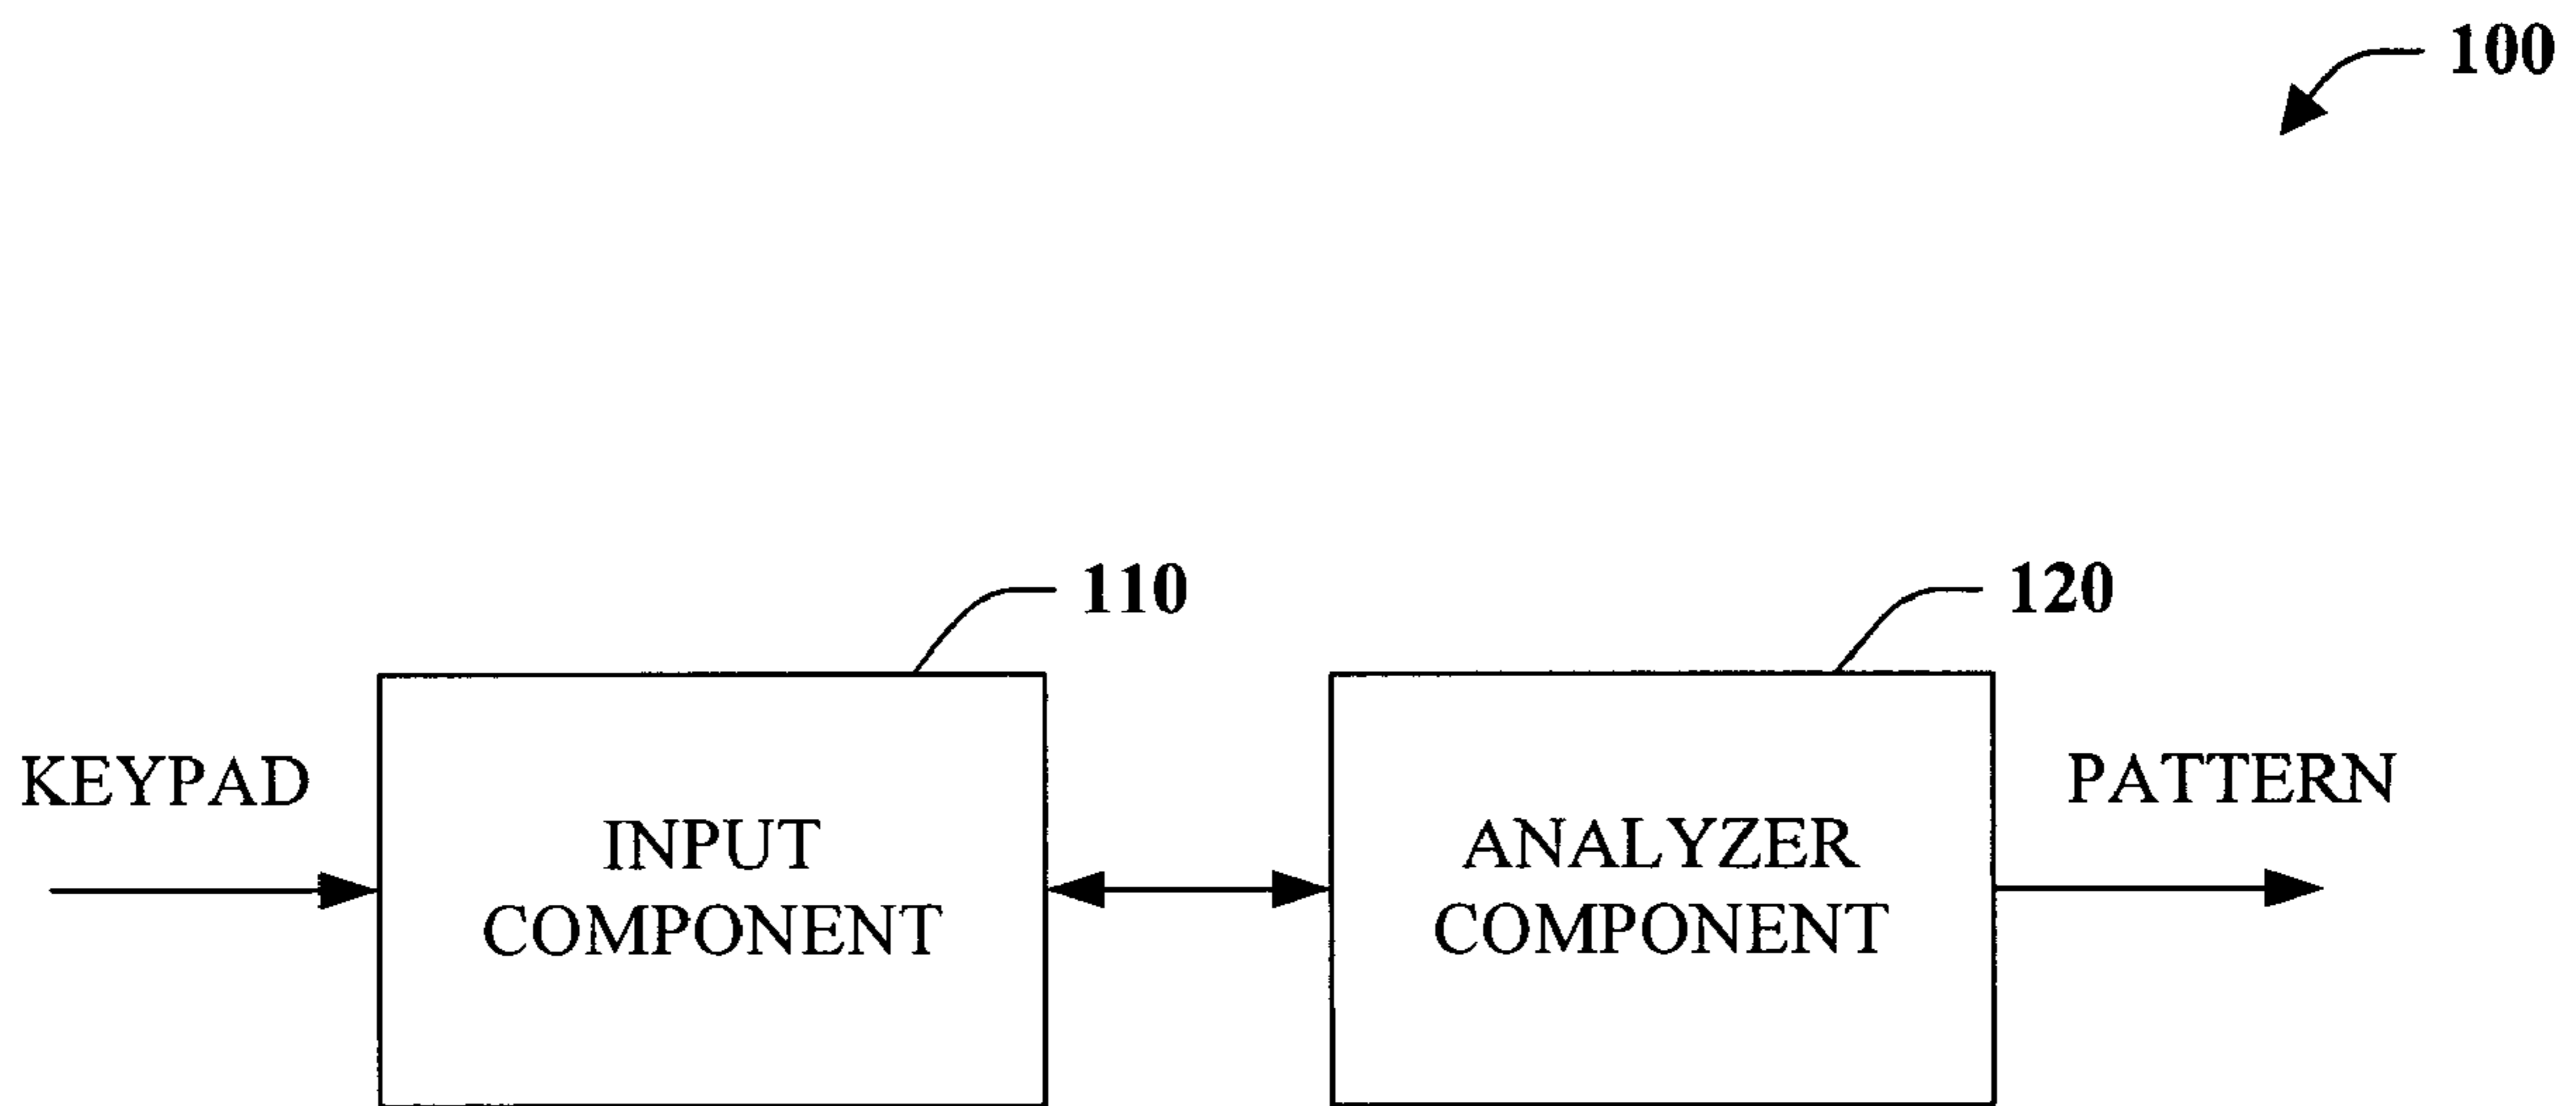 100
110
120
KEYPAD
INPUT
COMPONENT
ANALYZER
COMPONENT
PATTERN